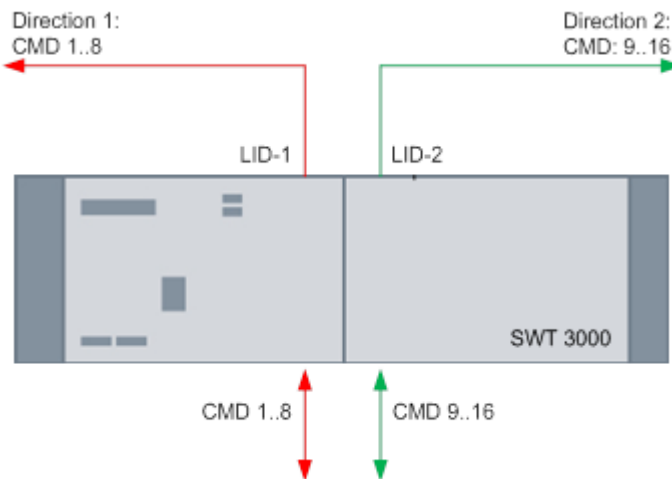 Direction 1:
CMD 1..8
Direction 2:
CMD: 9..16
LID-1
LID-2
SWT 3000
CMD 1..8
CMD 9..16